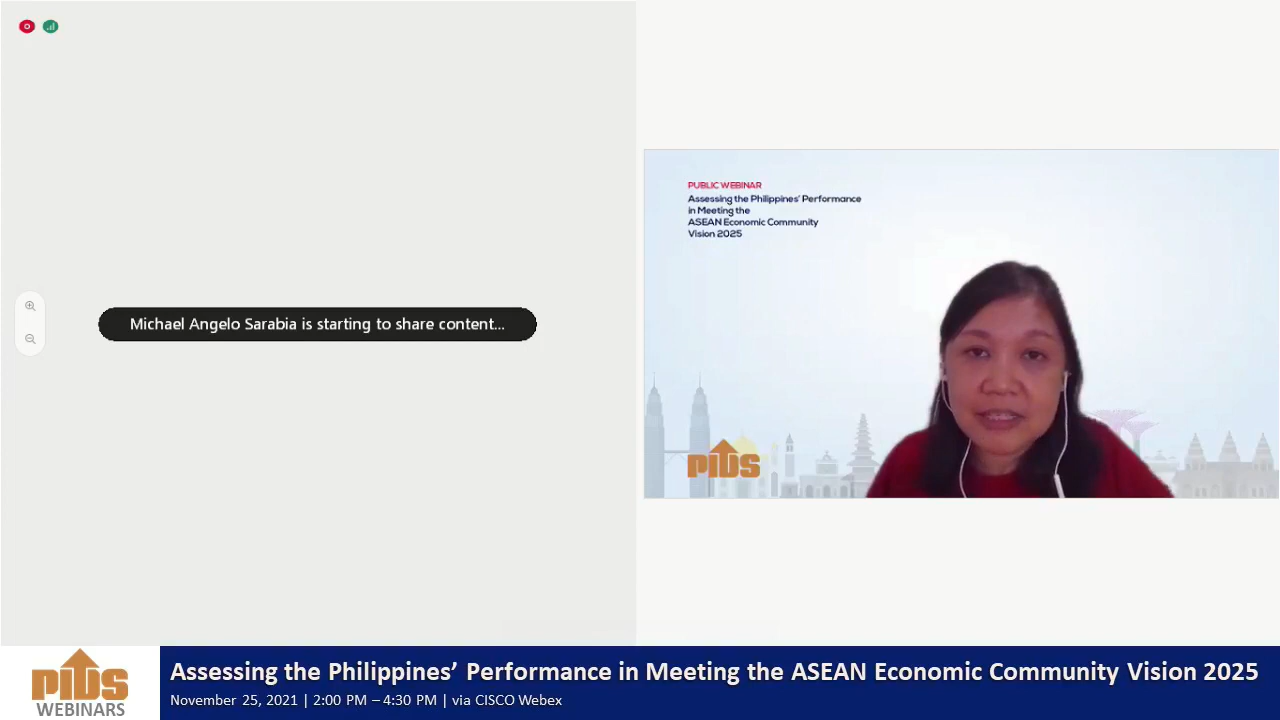 Michael Angelo Sarabia is starting to share content...
PUBLIC WEBINAR
Assessing the Philippines' Performance
in Meeting the
ASEAN Economic Community
Vision 2025
pids
pids
WEBINARS
Assessing the Philippines' Performance in Meeting the ASEAN Economic Community Vision 2025
November 25, 2021 | 2:00 PM – 4:30 PM | via CISCO Webex